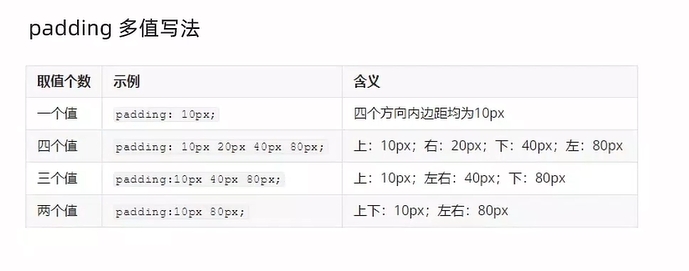 padding 多值写法
取值个数 示例 含义
一个值 padding: 10px; 四个方向内边距均为10px
四个值 padding: 10px 20px 40px 80px; 上：10px；右：20px；下：40px；左：80px
三个值 padding:10px 40px 80px; 上：10px；左右：40px；下：80px
两个值 padding:10px 80px; 上下：10px；左右：80px